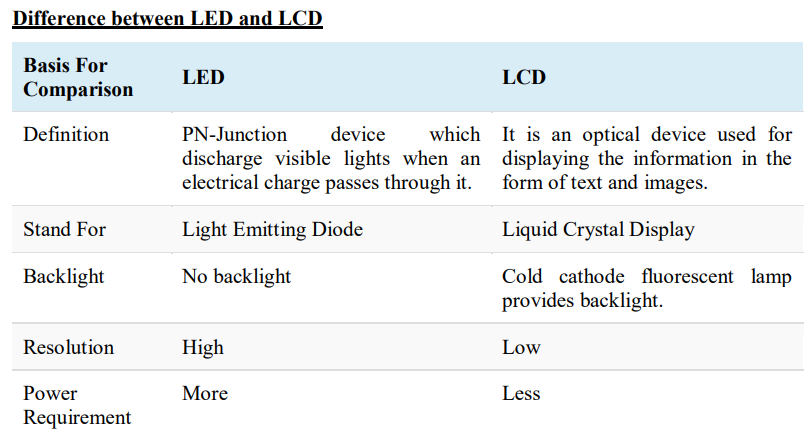 Difference between LED and LCD
Basis For
Comparison
LED
LCD
Definition
PN-Junction device which
discharge visible lights when an
electrical charge passes through it.
It is an optical device used for
displaying the information in the
form of text and images.
Stand For
Light Emitting Diode
Liquid Crystal Display
Backlight
No backlight
Cold cathode fluorescent lamp
provides backlight.
Resolution
High
Low
Power
Requirement
More
Less